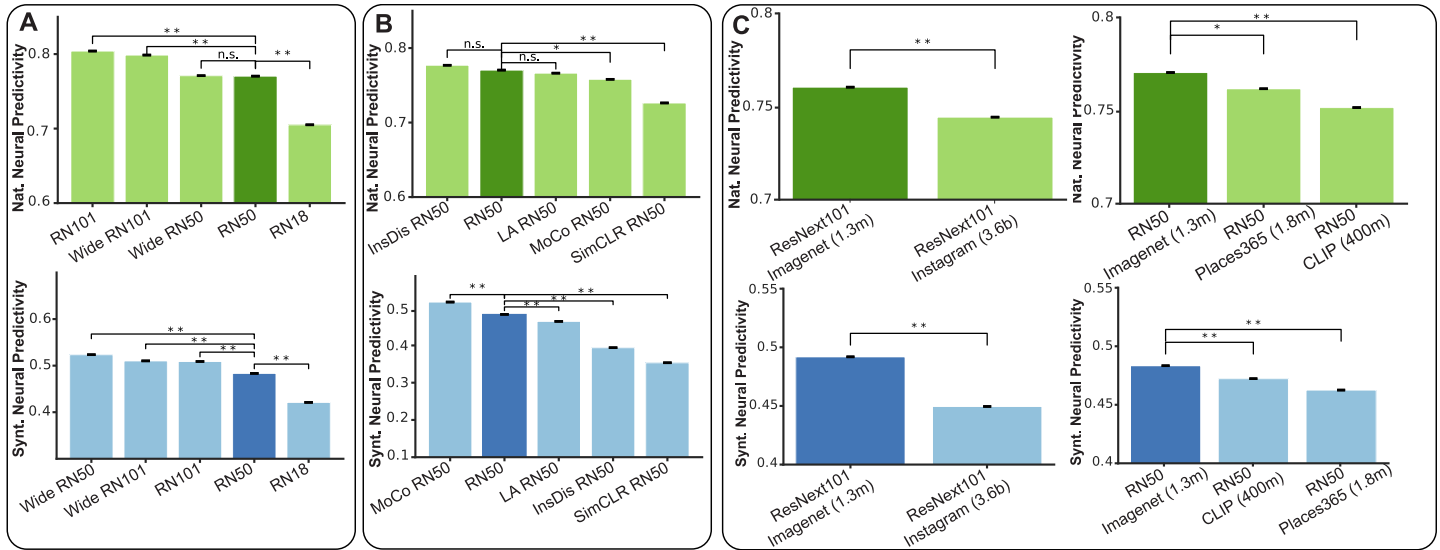 A
Nat. Neural Predictivity
0.8
0.7
0.6
* *
* *
n.s.
* *
RN101
Wide RN101
Wide RN50
RN50
RN18
Synt. Neural Predictivity
0.6
0.5
0.4
* *
* *
* *
* *
Wide RN50
Wide RN101
RN101
RN50
RN18
B
Nat. Neural Predictivity
0.8
0.7
0.6
n.s.
* *
*
n.s.
InsDis RN50
RN50
LA RN50
MoCo RN50
SimCLR RN50
Synt. Neural Predictivity
0.5
0.4
0.3
0.2
0.1
* *
* *
* *
* *
MoCo RN50
RN50
LA RN50
InsDis RN50
SimCLR RN50
C
Nat. Neural Predictivity
0.8
0.75
0.7
* *
ResNext101
Imagenet (1.3m)
ResNext101
Instagram (3.6b)
Nat. Neural Predictivity
0.8
0.75
0.7
* *
*
RN50
Imagenet (1.3m)
RN50
Places365 (1.8m)
RN50
CLIP (400m)
Synt. Neural Predictivity
0.55
0.5
0.45
0.4
* *
ResNext101
Imagenet (1.3m)
ResNext101
Instagram (3.6b)
Synt. Neural Predictivity
0.55
0.5
0.45
0.4
* *
* *
RN50
Imagenet (1.3m)
RN50
CLIP (400m)
RN50
Places365 (1.8m)